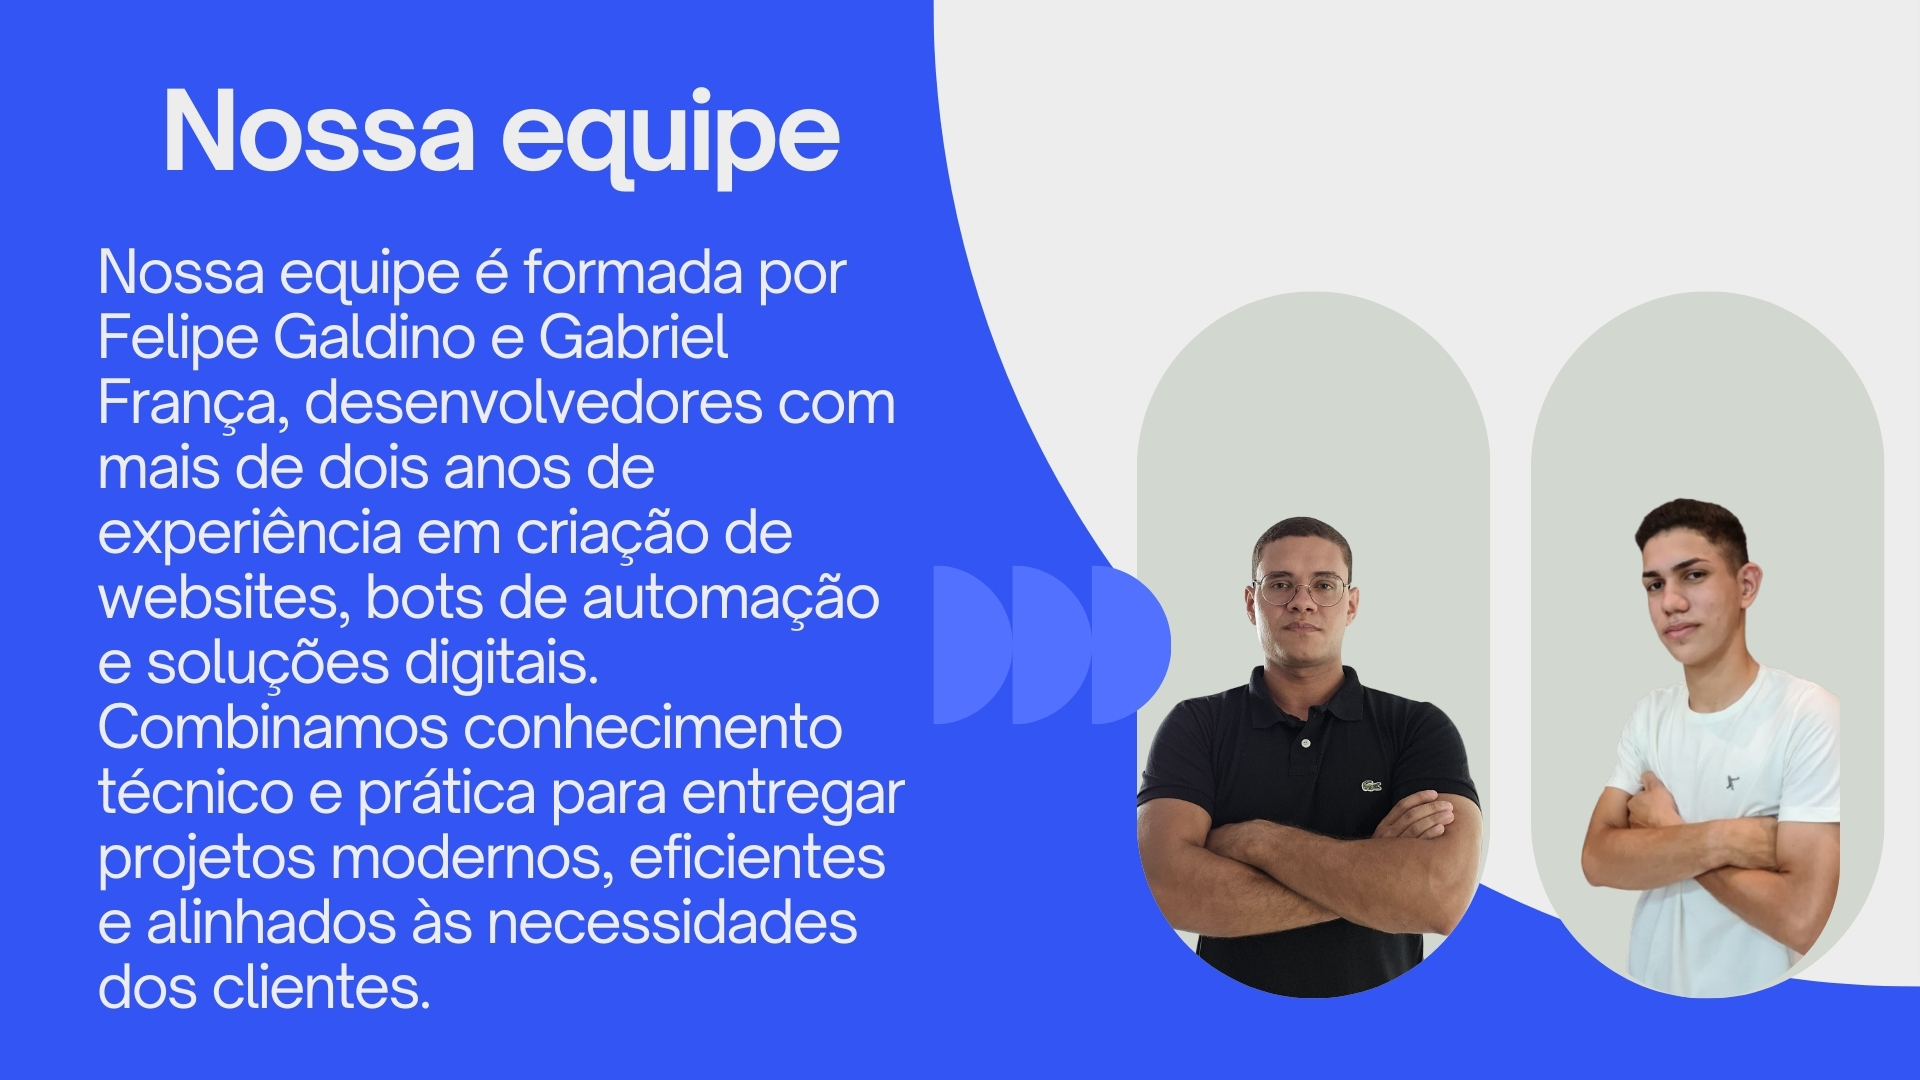 Nossa equipe
Nossa equipe é formada por
Felipe Galdino e Gabriel
França, desenvolvedores com
mais de dois anos de
experiência em criação de
websites, bots de automação
e soluções digitais.
Combinamos conhecimento
técnico e prática para entregar
projetos modernos, eficientes
e alinhados às necessidades
dos clientes.